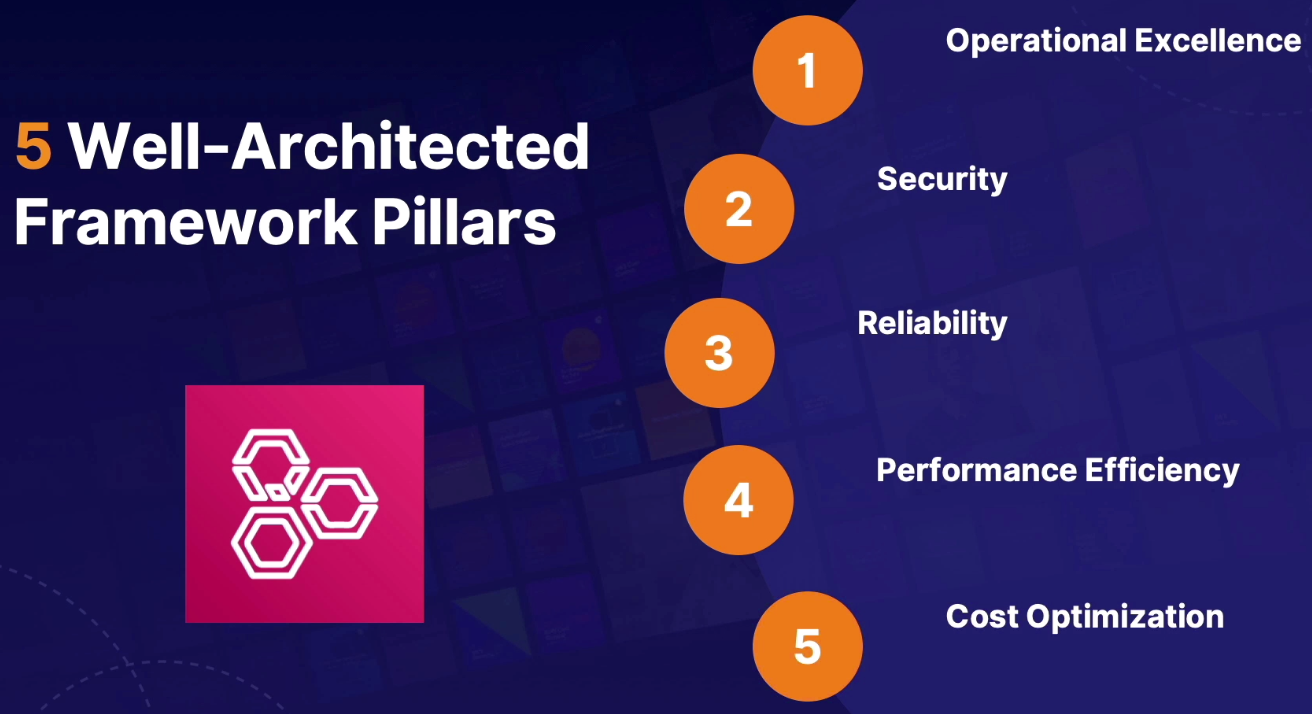 5 Well-Architected
Framework Pillars
1
Operational Excellence
2
Security
3
Reliability
4
Performance Efficiency
5
Cost Optimization